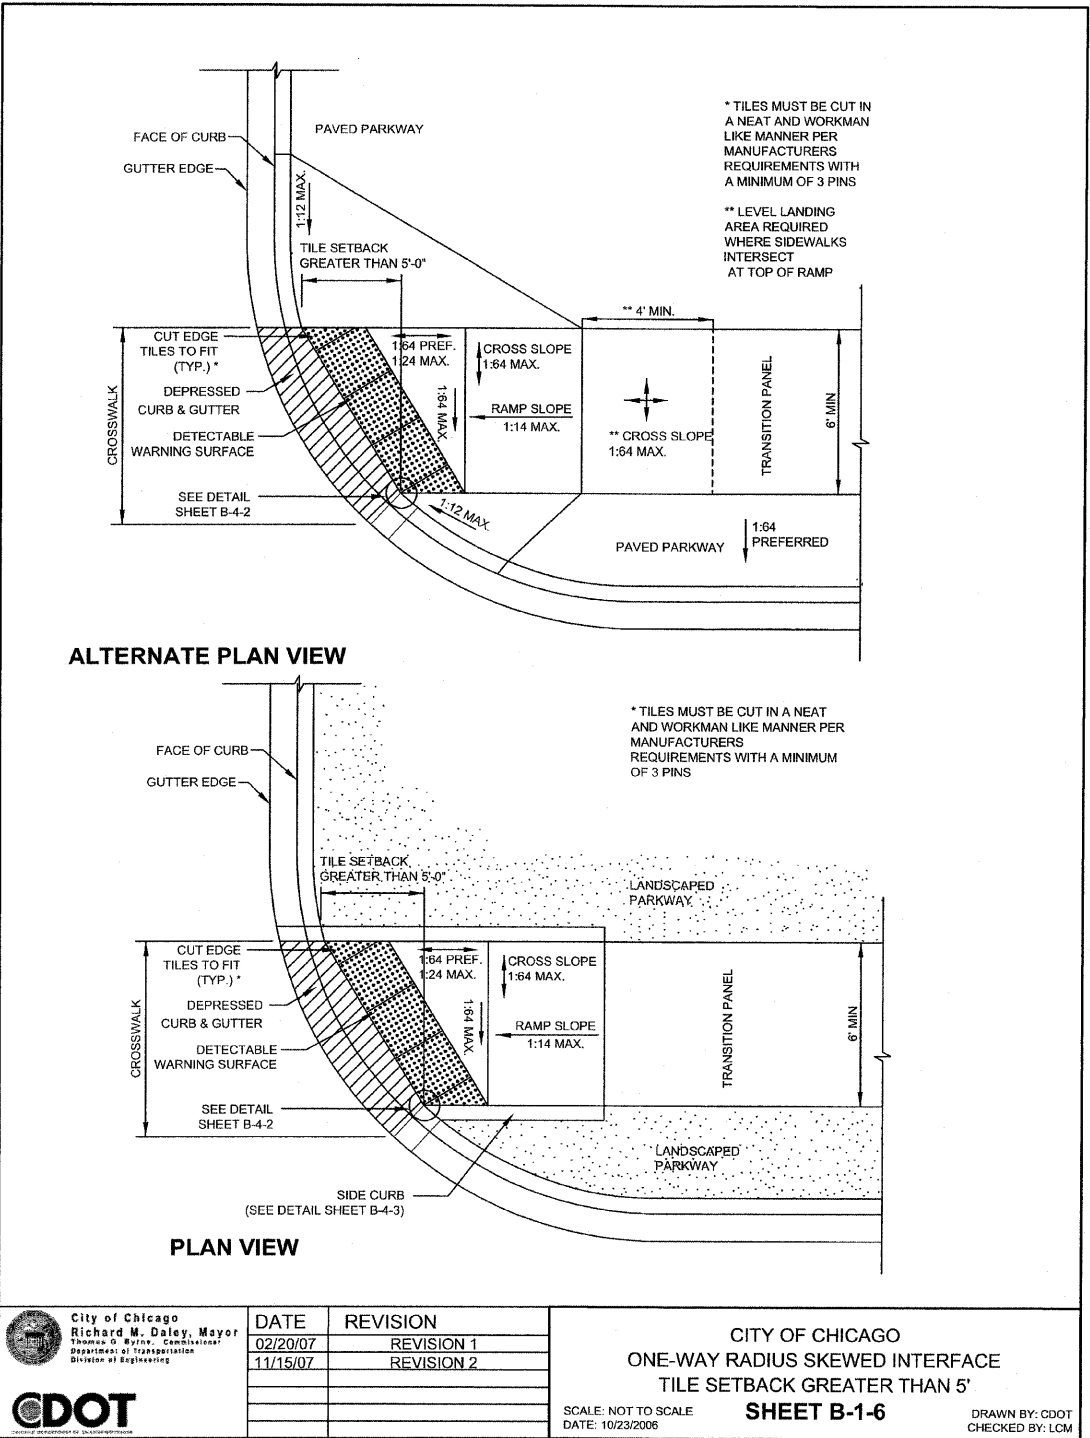 FACE OF CURB
GUTTER EDGE
PAVED PARKWAY
1:12 MAX.
TILE SETBACK
GREATER THAN 5'-0"
* TILES MUST BE CUT IN
A NEAT AND WORKMAN
LIKE MANNER PER
MANUFACTURERS
REQUIREMENTS WITH
A MINIMUM OF 3 PINS
** LEVEL LANDING
AREA REQUIRED
WHERE SIDEWALKS
INTERSECT
AT TOP OF RAMP
** 4' MIN.
CROSSWALK
CUT EDGE
TILES TO FIT
(TYP.) *
DEPRESSED
CURB & GUTTER
DETECTABLE
WARNING SURFACE
SEE DETAIL
SHEET B-4-2
1:64 PREF.
1:24 MAX.
1:64 MAX.
CROSS SLOPE
1:64 MAX.
RAMP SLOPE
1:14 MAX.
** CROSS SLOPE
1:64 MAX.
TRANSITION PANEL
6' MIN
1:12 MAX.
PAVED PARKWAY
1:64
PREFERRED
ALTERNATE PLAN VIEW
FACE OF CURB
GUTTER EDGE
* TILES MUST BE CUT IN A NEAT
AND WORKMAN LIKE MANNER PER
MANUFACTURERS
REQUIREMENTS WITH A MINIMUM
OF 3 PINS
TILE SETBACK
GREATER THAN 5'-0"
LANDSCAPED
PARKWAY
CROSSWALK
CUT EDGE
TILES TO FIT
(TYP.) *
DEPRESSED
CURB & GUTTER
DETECTABLE
WARNING SURFACE
SEE DETAIL
SHEET B-4-2
1:64 PREF.
1:24 MAX.
1:64 MAX.
CROSS SLOPE
1:64 MAX.
RAMP SLOPE
1:14 MAX.
TRANSITION PANEL
6' MIN
LANDSCAPED
PARKWAY
SIDE CURB
(SEE DETAIL SHEET B-4-3)
PLAN VIEW
City of Chicago
Richard M. Daley, Mayor
Thomas G. Byrne, Commissioner
Department of Transportation
Division of Engineering
CDOT
DATE REVISION
02/20/07 REVISION 1
11/15/07 REVISION 2
CITY OF CHICAGO
ONE-WAY RADIUS SKEWED INTERFACE
TILE SETBACK GREATER THAN 5'
SCALE: NOT TO SCALE
DATE: 10/23/2006
SHEET B-1-6
DRAWN BY: CDOT
CHECKED BY: LCM